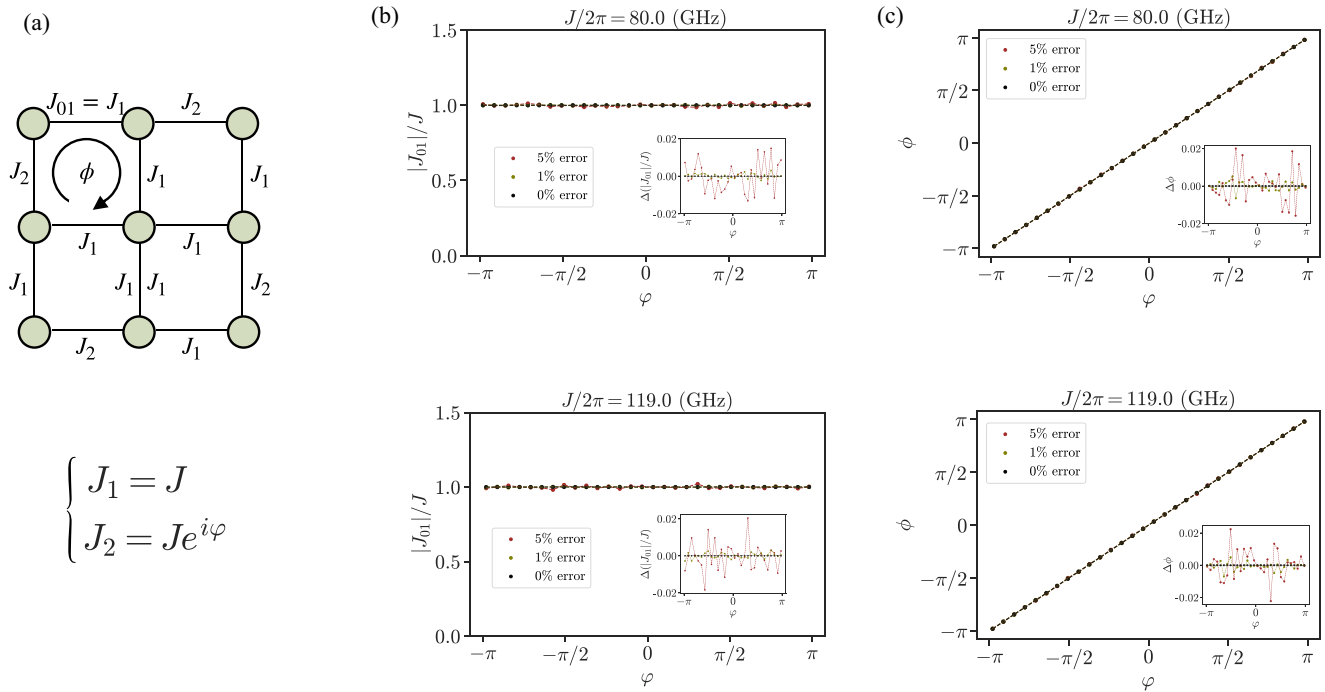 (a)
J₀₁ = J₁
J₂
J₂
ϕ
J₁
J₁
J₁
J₁
J₁
J₁
J₁
J₂
J₂
J₁
J₁ = J
J₂ = Je^{iφ}
(b)
J/2π = 80.0 (GHz)
|J₀₁|/J
1.5
1.0
0.5
0.0
5% error
1% error
0% error
Δ(|J₀₁|/J)
0.02
0.00
-0.02
−π
0
π
φ
−π
−π/2
0
π/2
π
φ
J/2π = 119.0 (GHz)
|J₀₁|/J
1.5
1.0
0.5
0.0
5% error
1% error
0% error
Δ(|J₀₁|/J)
0.02
0.00
-0.02
−π
0
π
φ
−π
−π/2
0
π/2
π
φ
(c)
J/2π = 80.0 (GHz)
ϕ
π
π/2
0
−π/2
−π
5% error
1% error
0% error
Δϕ
0.02
0.00
-0.02
−π
0
π
φ
−π
−π/2
0
π/2
π
φ
J/2π = 119.0 (GHz)
ϕ
π
π/2
0
−π/2
−π
5% error
1% error
0% error
Δϕ
0.02
0.00
-0.02
−π
0
π
φ
−π
−π/2
0
π/2
π
φ